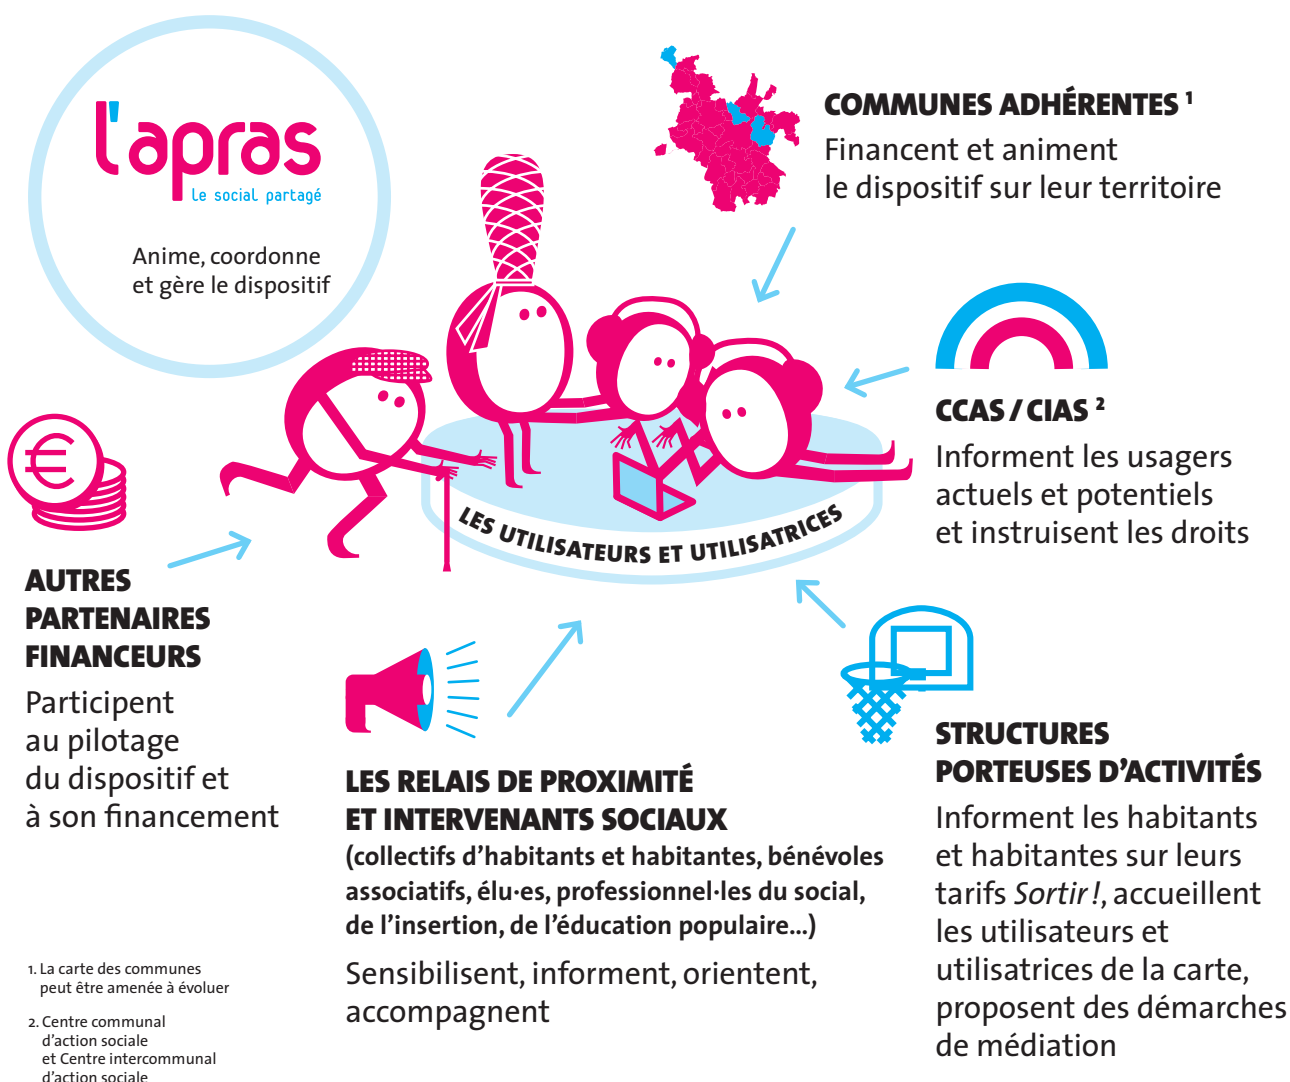 l'apras
Le social partagé
Anime, coordonne
et gère le dispositif
COMMUNES ADHÉRENTES ¹
Financent et animent
le dispositif sur leur territoire
CCAS / CIAS ²
Informent les usagers
actuels et potentiels
et instruisent les droits
LES UTILISATEURS ET UTILISATRICES
€
AUTRES
PARTENAIRES
FINANCEURS
Participent
au pilotage
du dispositif et
à son financement
LES RELAIS DE PROXIMITÉ
ET INTERVENANTS SOCIAUX
(collectifs d'habitants et habitantes, bénévoles
associatifs, élu·es, professionnel·les du social,
de l'insertion, de l'éducation populaire...)
Sensibilisent, informent, orientent,
accompagnent
STRUCTURES
PORTEUSES D'ACTIVITÉS
Informent les habitants
et habitantes sur leurs
tarifs Sortir !, accueillent
les utilisateurs et
utilisatrices de la carte,
proposent des démarches
de médiation
1. La carte des communes
peut être amenée à évoluer
2. Centre communal
d'action sociale
et Centre intercommunal
d'action sociale